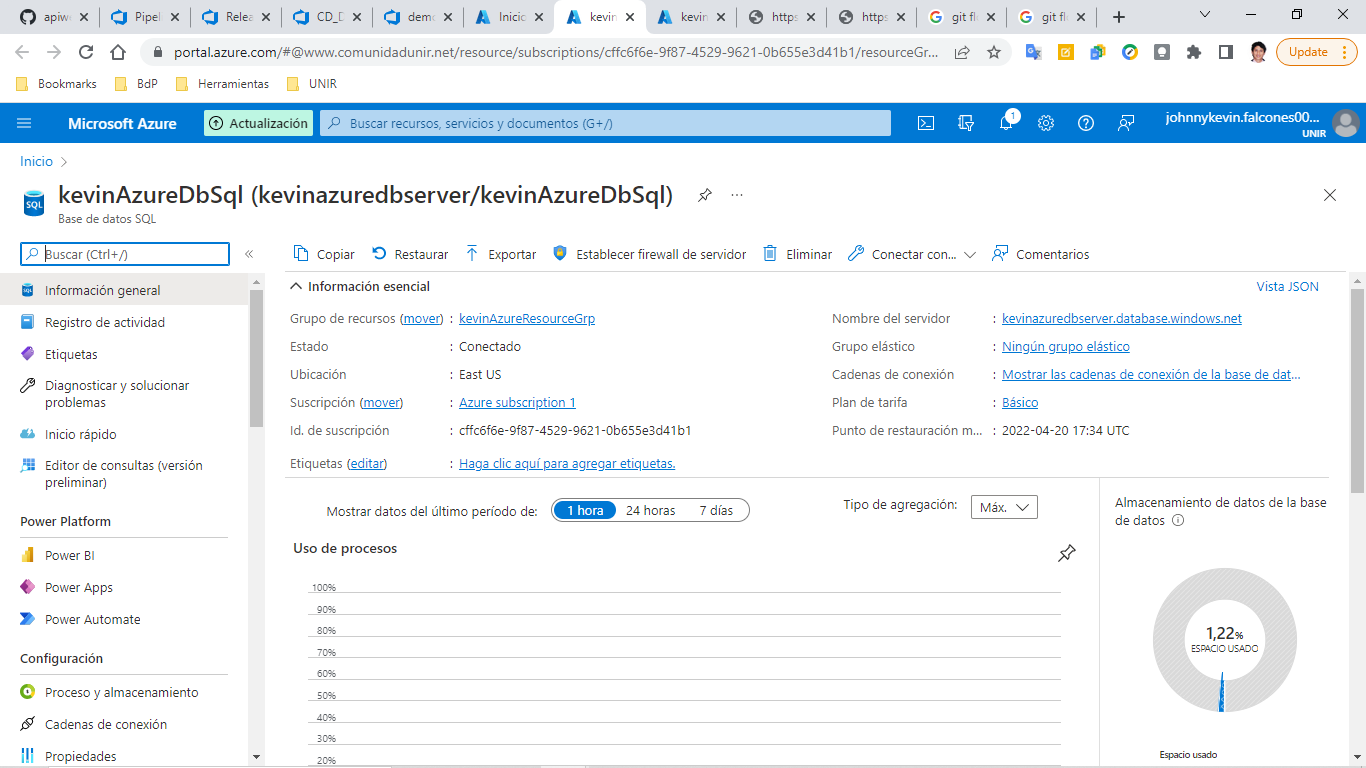 apiwe
Pipel
Relea
CD_D
demo
Inicio
kevin
kevin
https
https
git fl
git fl
portal.azure.com/#@www.comunidadunir.net/resource/subscriptions/cffc6f6e-9f87-4529-9621-0b655e3d41b1/resourceGr...
Update
Bookmarks
BdP
Herramientas
UNIR
Microsoft Azure
Actualización
Buscar recursos, servicios y documentos (G+/)
1
johnnykevin.falcones00...
UNIR
Inicio
kevinAzureDbSql (kevinazuredbserver/kevinAzureDbSql)
SQL
Base de datos SQL
Buscar (Ctrl+/)
Copiar
Restaurar
Exportar
Establecer firewall de servidor
Eliminar
Conectar con...
Comentarios
Información general
Registro de actividad
Etiquetas
Diagnosticar y solucionar
problemas
Inicio rápido
Editor de consultas (versión
preliminar)
Power Platform
Power BI
Power Apps
Power Automate
Configuración
Proceso y almacenamiento
Cadenas de conexión
Propiedades
Información esencial
Vista JSON
Grupo de recursos (mover) : kevinAzureResourceGrp
Estado : Conectado
Ubicación : East US
Suscripción (mover) : Azure subscription 1
Id. de suscripción : cffc6f6e-9f87-4529-9621-0b655e3d41b1
Etiquetas (editar) : Haga clic aquí para agregar etiquetas.
Nombre del servidor : kevinazuredbserver.database.windows.net
Grupo elástico : Ningún grupo elástico
Cadenas de conexión : Mostrar las cadenas de conexión de la base de dat...
Plan de tarifa : Básico
Punto de restauración m... : 2022-04-20 17:34 UTC
Mostrar datos del último período de:
1 hora
24 horas
7 días
Tipo de agregación:
Máx.
Uso de procesos
100%
90%
80%
70%
60%
50%
40%
30%
20%
Almacenamiento de datos de la base
de datos
1,22%
ESPACIO USADO
Espacio usado